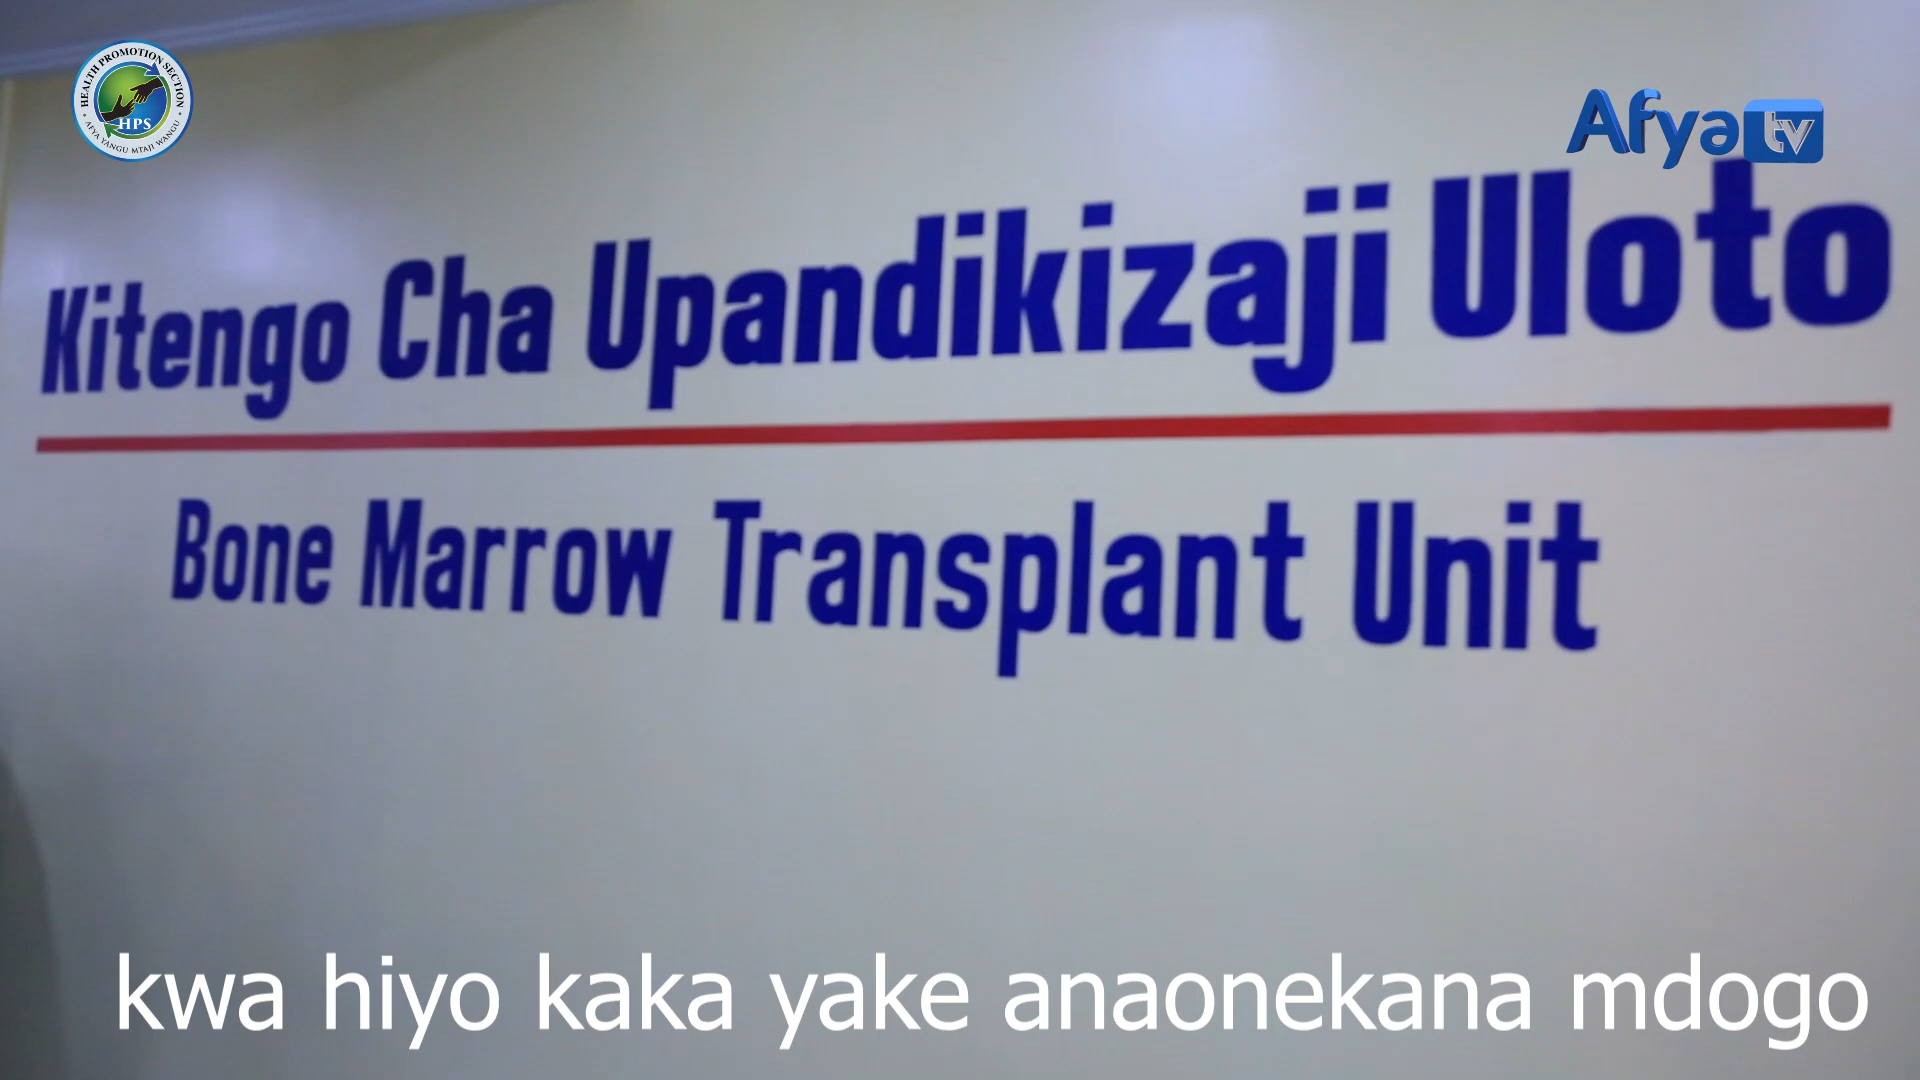 HEALTH PROMOTION SECTION
HPS
AFYA YANGU MTAJI WANGU
Afya tv
Kitengo Cha Upandikizaji Uloto
Bone Marrow Transplant Unit
kwa hiyo kaka yake anaonekana mdogo